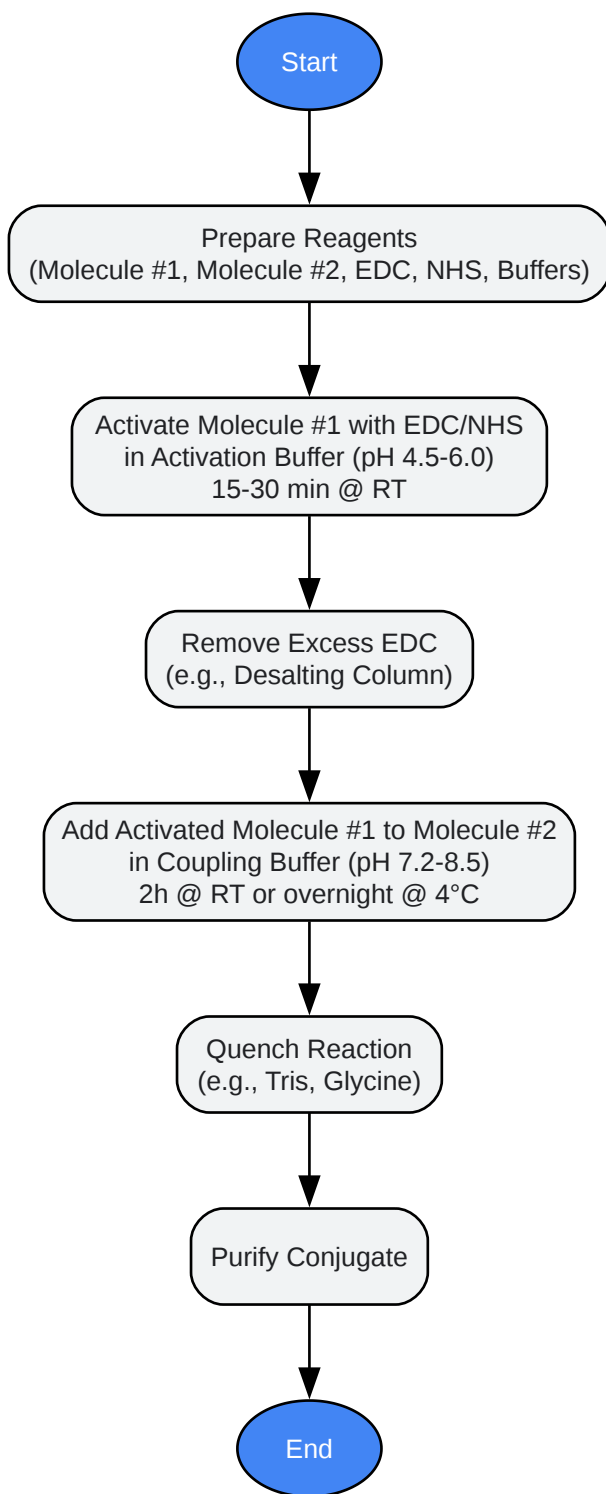 Start
Prepare Reagents
(Molecule #1, Molecule #2, EDC, NHS, Buffers)
Activate Molecule #1 with EDC/NHS
in Activation Buffer (pH 4.5-6.0)
15-30 min @ RT
Remove Excess EDC
(e.g., Desalting Column)
Add Activated Molecule #1 to Molecule #2
in Coupling Buffer (pH 7.2-8.5)
2h @ RT or overnight @ 4°C
Quench Reaction
(e.g., Tris, Glycine)
Purify Conjugate
End